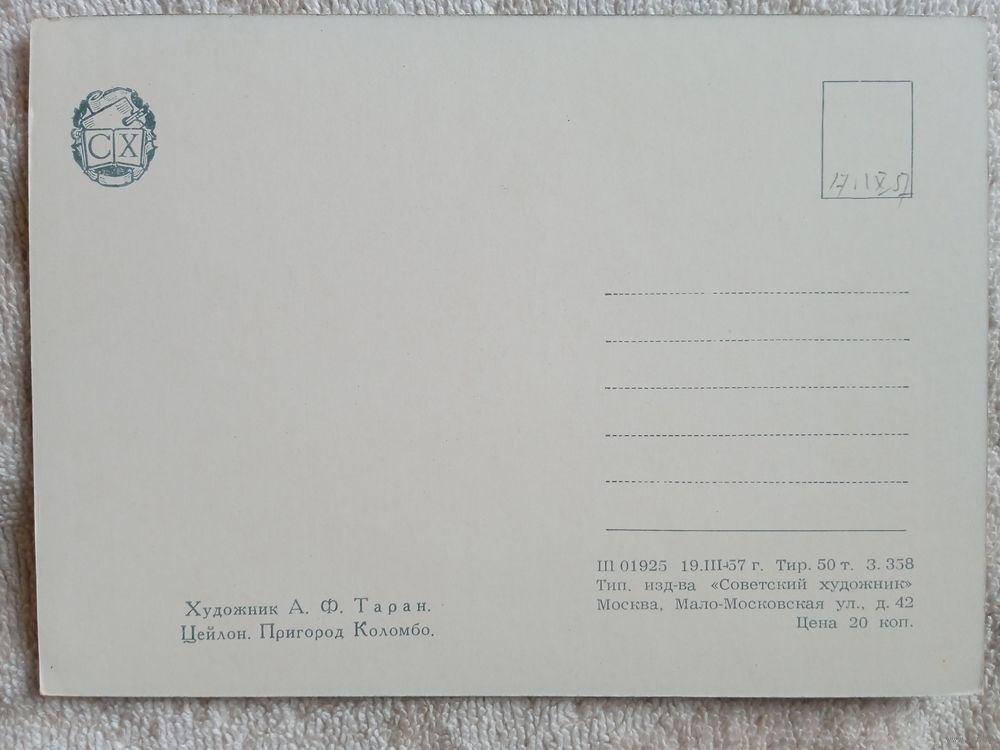 СХ
17.IX.57
Художник А. Ф. Таран.
Цейлон. Пригород Коломбо.
Ш 01925 19.III-57 г. Тир. 50 т. З. 358
Тип. изд-ва «Советский художник»
Москва, Мало-Московская ул., д. 42
Цена 20 коп.